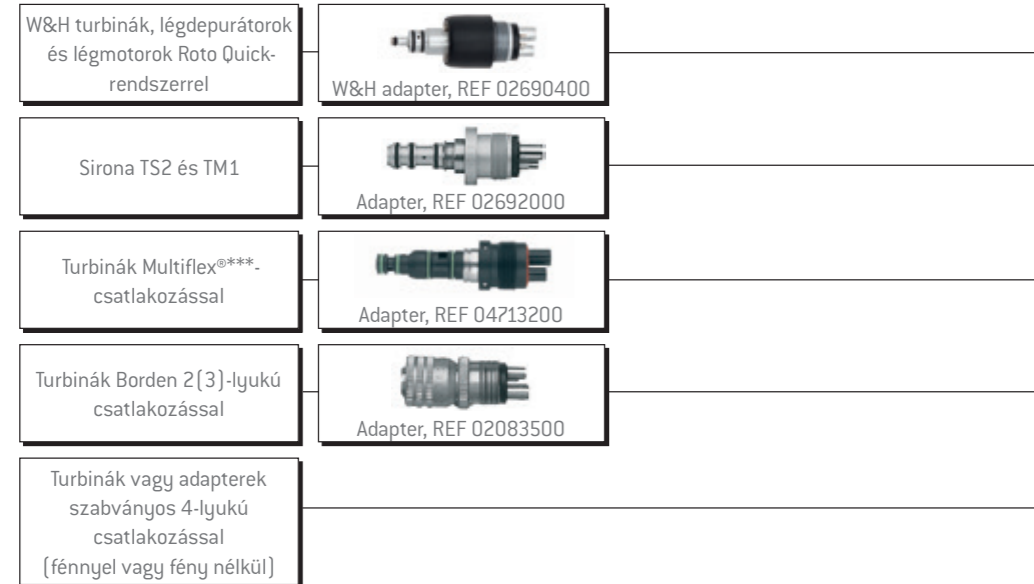 W&H turbinák, légdepurátorok
és légmotorok Roto Quick-
rendszerrel
W&H adapter, REF 02690400
Sirona TS2 és TM1
Adapter, REF 02692000
Turbinák Multiflex®***-
csatlakozással
Adapter, REF 04713200
Turbinák Borden 2(3)-lyukú
csatlakozással
Adapter, REF 02083500
Turbinák vagy adapterek
szabványos 4-lyukú
csatlakozással
(fénnyel vagy fény nélkül)